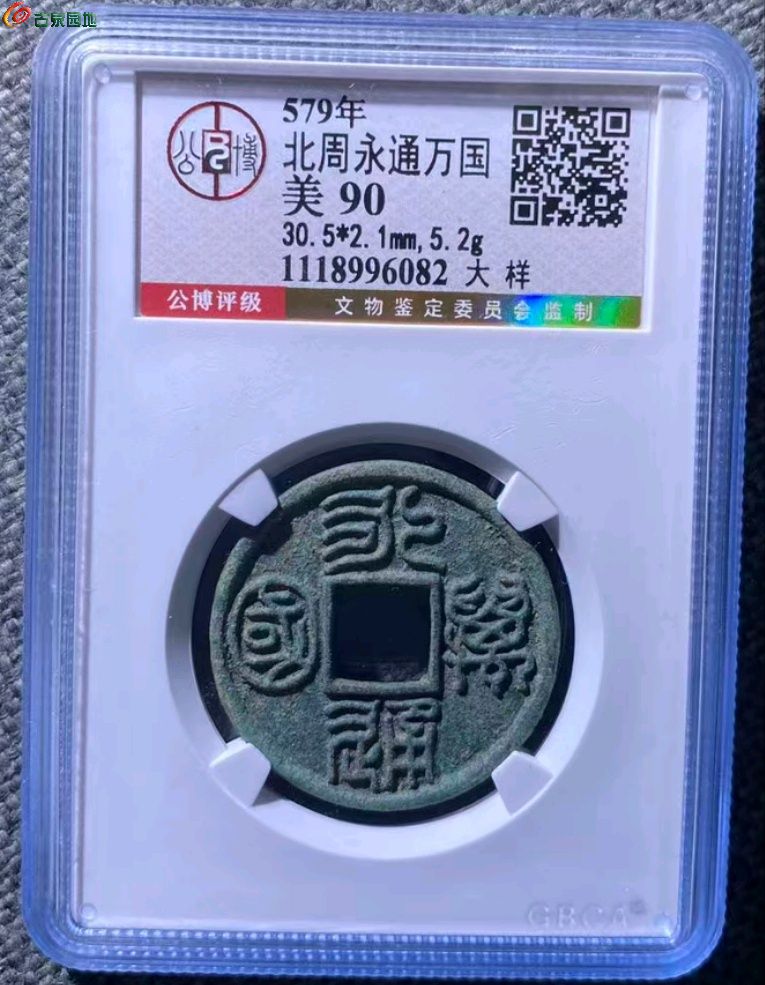 古泉园地
579年
公博
北周永通万国
美 90
30.5*2.1mm,5.2g
1118996082 大样
公博评级 文物鉴定委员会监制
永
國 萬
通
GBCA